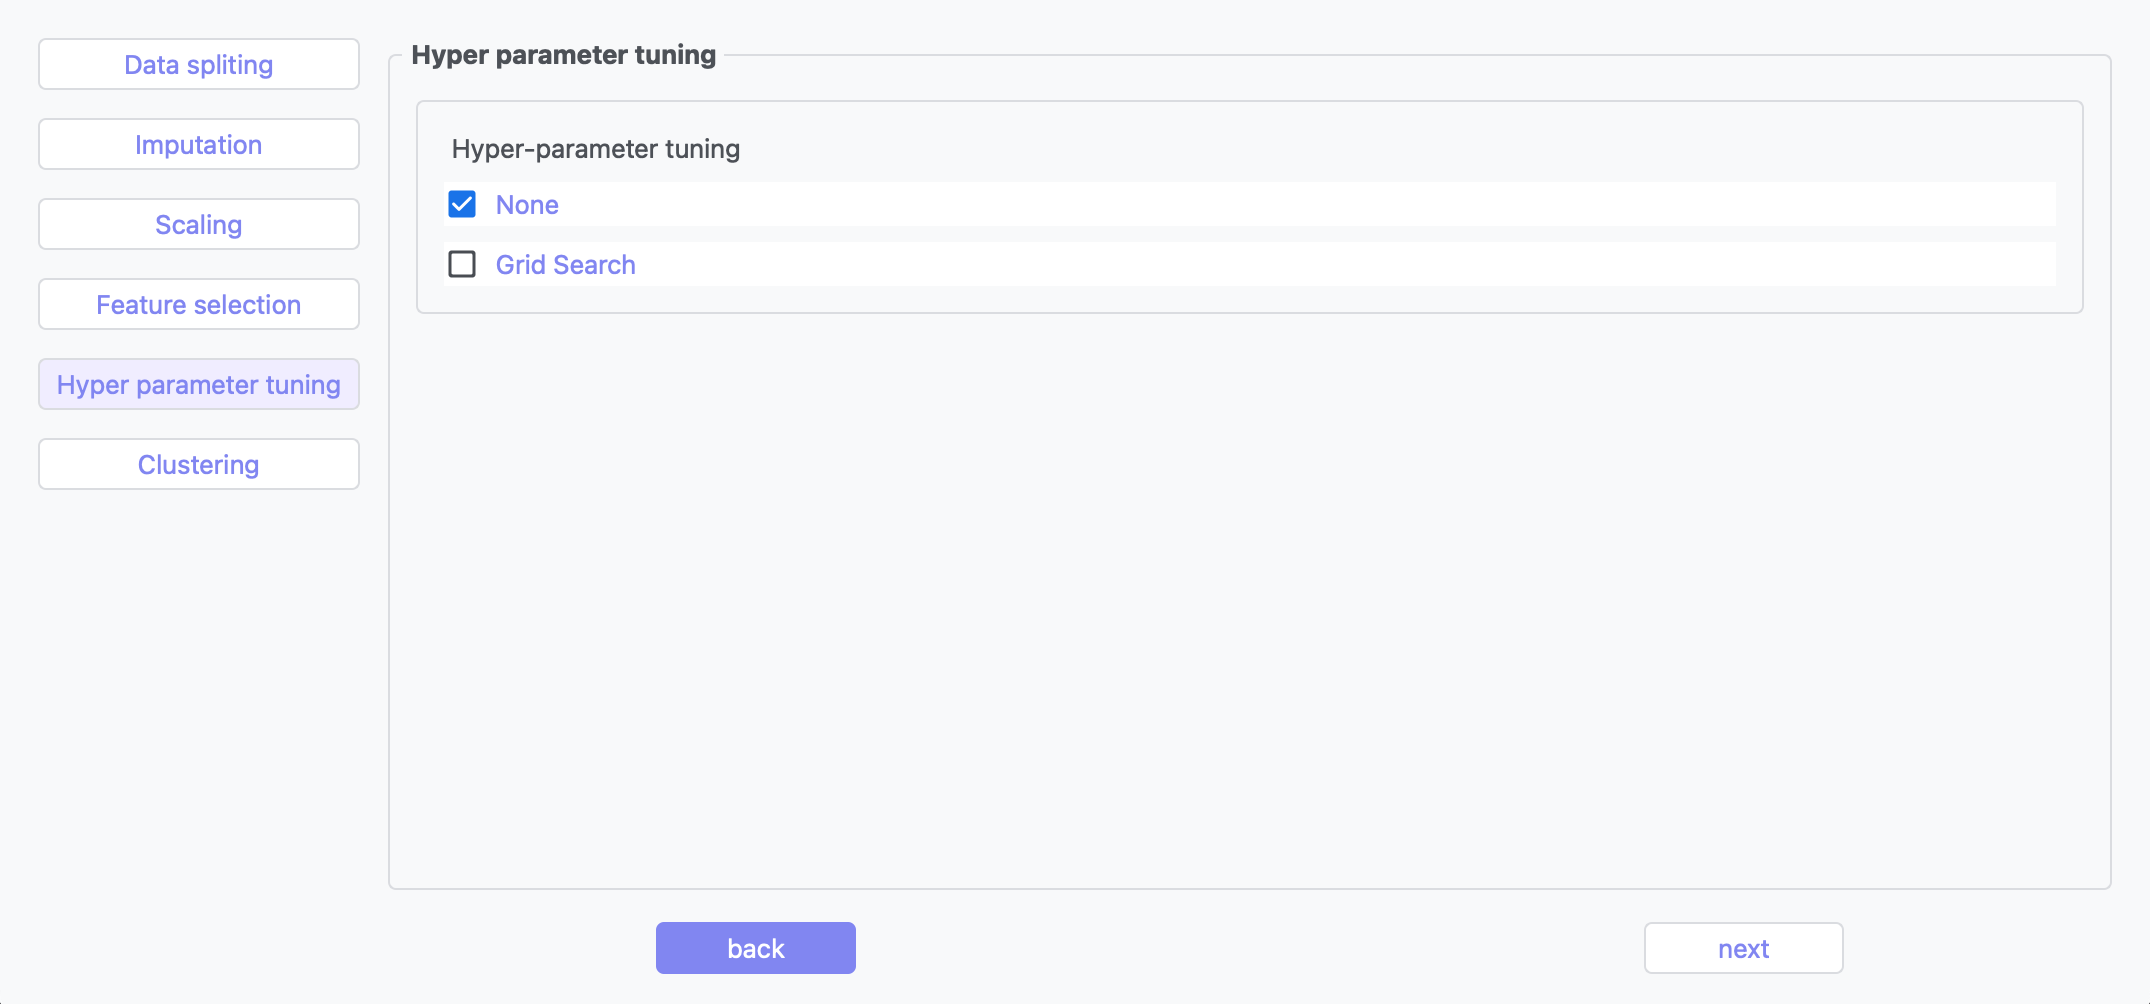 Data spliting
Imputation
Scaling
Feature selection
Hyper parameter tuning
Clustering
Hyper parameter tuning
Hyper-parameter tuning
None
Grid Search
back
next